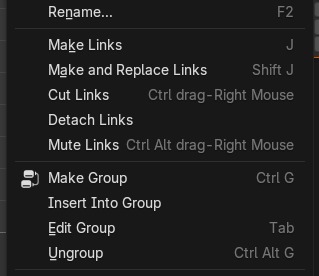 Rename... F2
Make Links J
Make and Replace Links Shift J
Cut Links Ctrl drag-Right Mouse
Detach Links
Mute Links Ctrl Alt drag-Right Mouse
Make Group Ctrl G
Insert Into Group
Edit Group Tab
Ungroup Ctrl Alt G